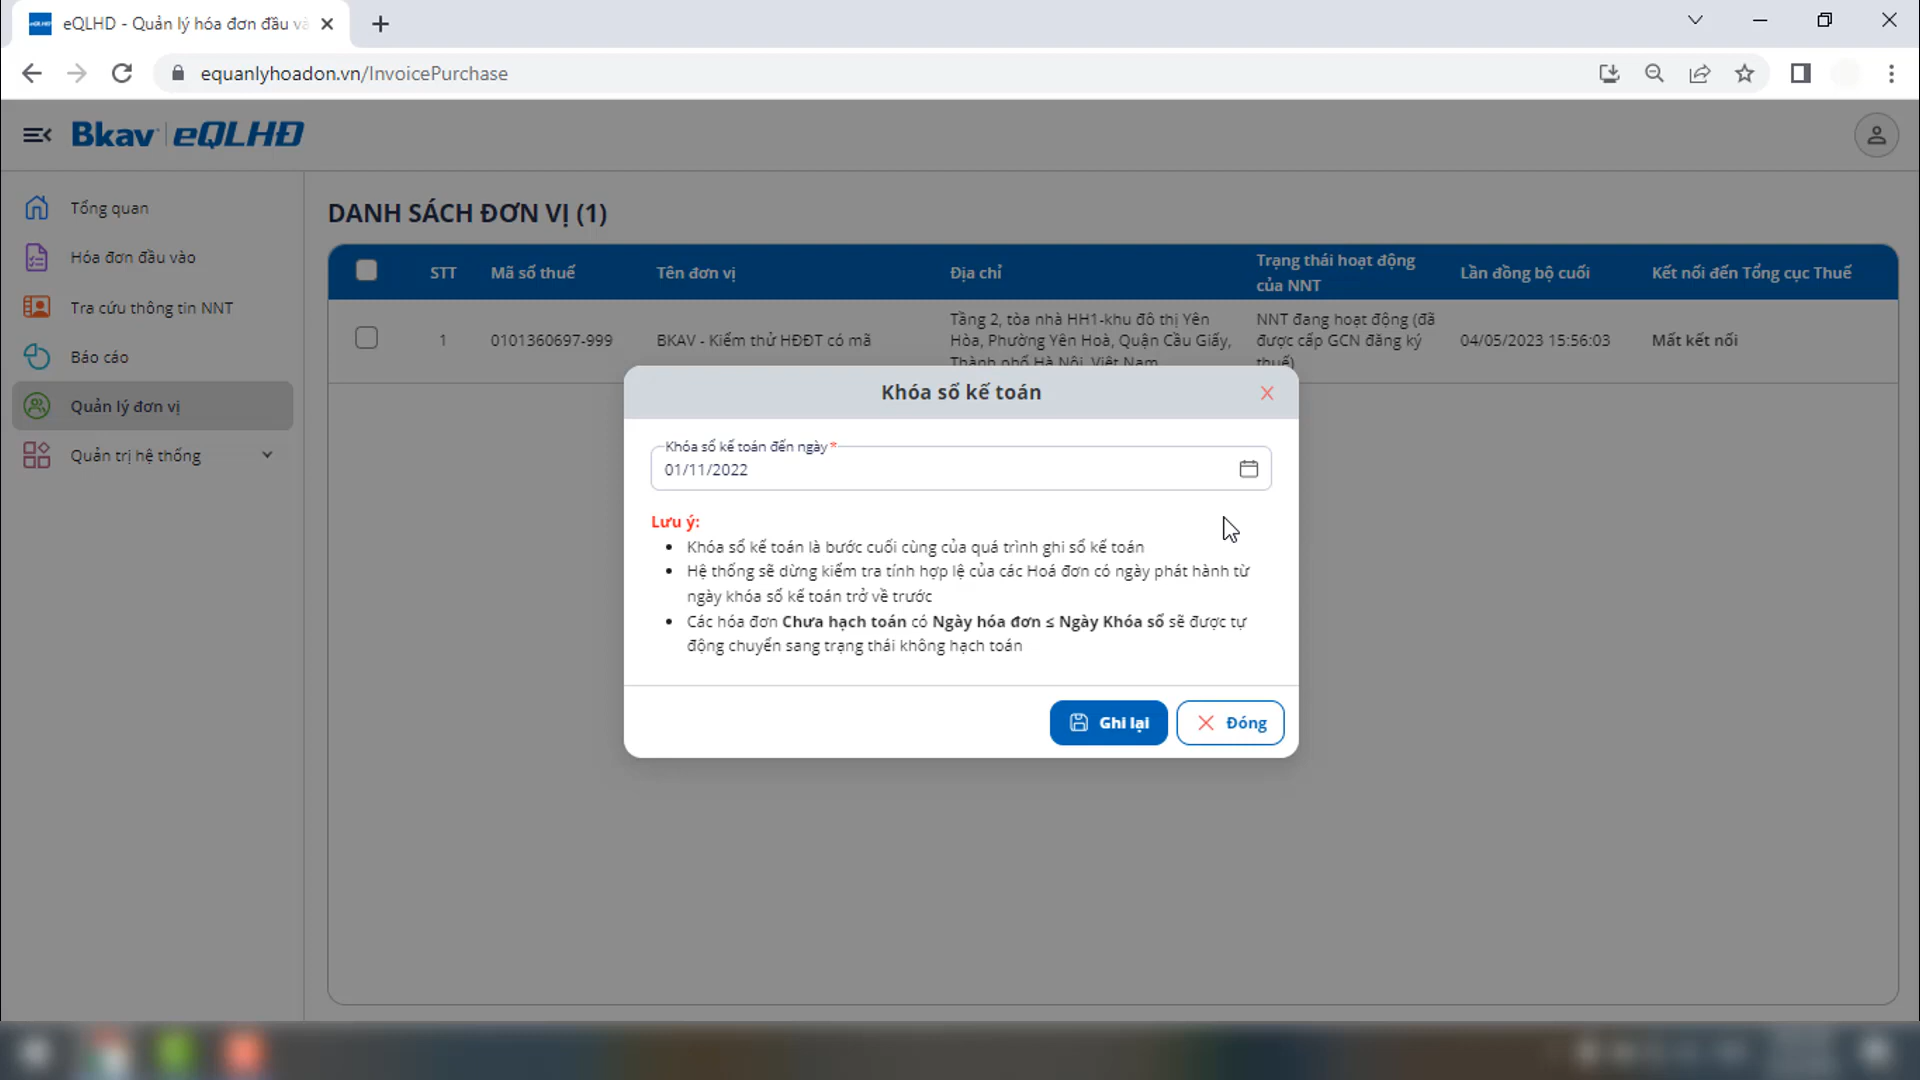 eQLHD - Quản lý hóa đơn đầu và
equanlyhoadon.vn/InvoicePurchase
Bkav eQLHĐ
Tổng quan
Hóa đơn đầu vào
Tra cứu thông tin NNT
Báo cáo
Quản lý đơn vị
Quản trị hệ thống
DANH SÁCH ĐƠN VỊ (1)
STT
Mã số thuế
Tên đơn vị
Địa chỉ
Trạng thái hoạt động
của NNT
Lần đồng bộ cuối
Kết nối đến Tổng cục Thuế
1
0101360697-999
BKAV - Kiểm thử HĐĐT có mã
Tầng 2, tòa nhà HH1-khu đô thị Yên
Hòa, Phường Yên Hoà, Quận Cầu Giấy,
Thành phố Hà Nội, Việt Nam
NNT đang hoạt động (đã
được cấp GCN đăng ký
thuế)
04/05/2023 15:56:03
Mất kết nối
Khóa sổ kế toán
Khóa sổ kế toán đến ngày *
01/11/2022
Lưu ý:
• Khóa sổ kế toán là bước cuối cùng của quá trình ghi sổ kế toán
• Hệ thống sẽ dừng kiểm tra tính hợp lệ của các Hoá đơn có ngày phát hành từ
ngày khóa sổ kế toán trở về trước
• Các hóa đơn Chưa hạch toán có Ngày hóa đơn ≤ Ngày Khóa sổ sẽ được tự
động chuyển sang trạng thái không hạch toán
Ghi lại
Đóng